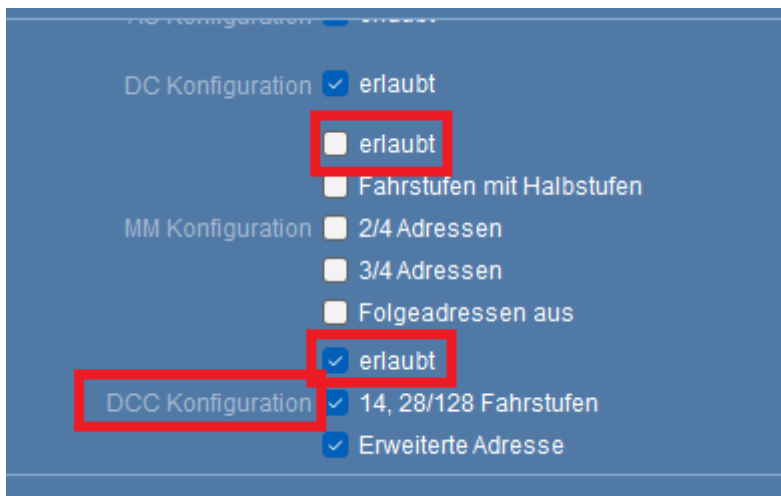 DC Konfiguration erlaubt
erlaubt
Fahrstufen mit Halbstufen
MM Konfiguration 2/4 Adressen
3/4 Adressen
Folgeadressen aus
erlaubt
DCC Konfiguration 14, 28/128 Fahrstufen
Erweiterte Adresse